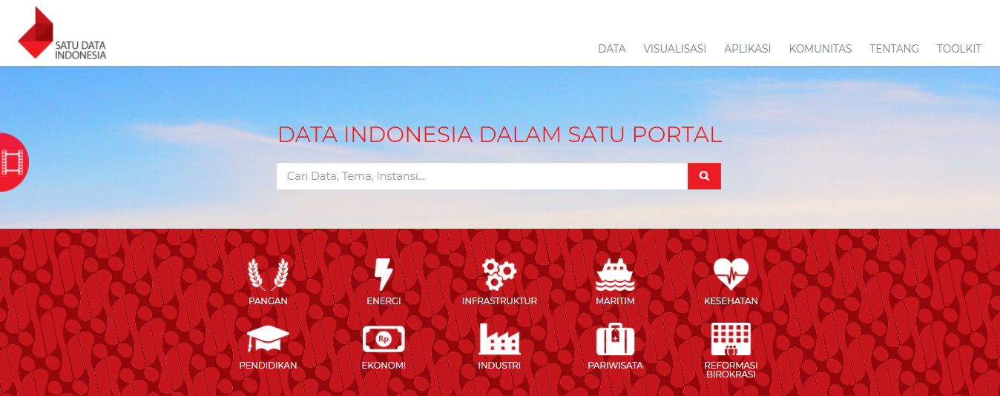 SATU DATA
INDONESIA
DATA VISUALISASI APLIKASI KOMUNITAS TENTANG TOOLKIT
DATA INDONESIA DALAM SATU PORTAL
Cari Data, Tema, Instansi...
PANGAN ENERGI INFRASTRUKTUR MARITIM KESEHATAN
Rp
PENDIDIKAN EKONOMI INDUSTRI PARIWISATA REFORMASI
BIROKRASI